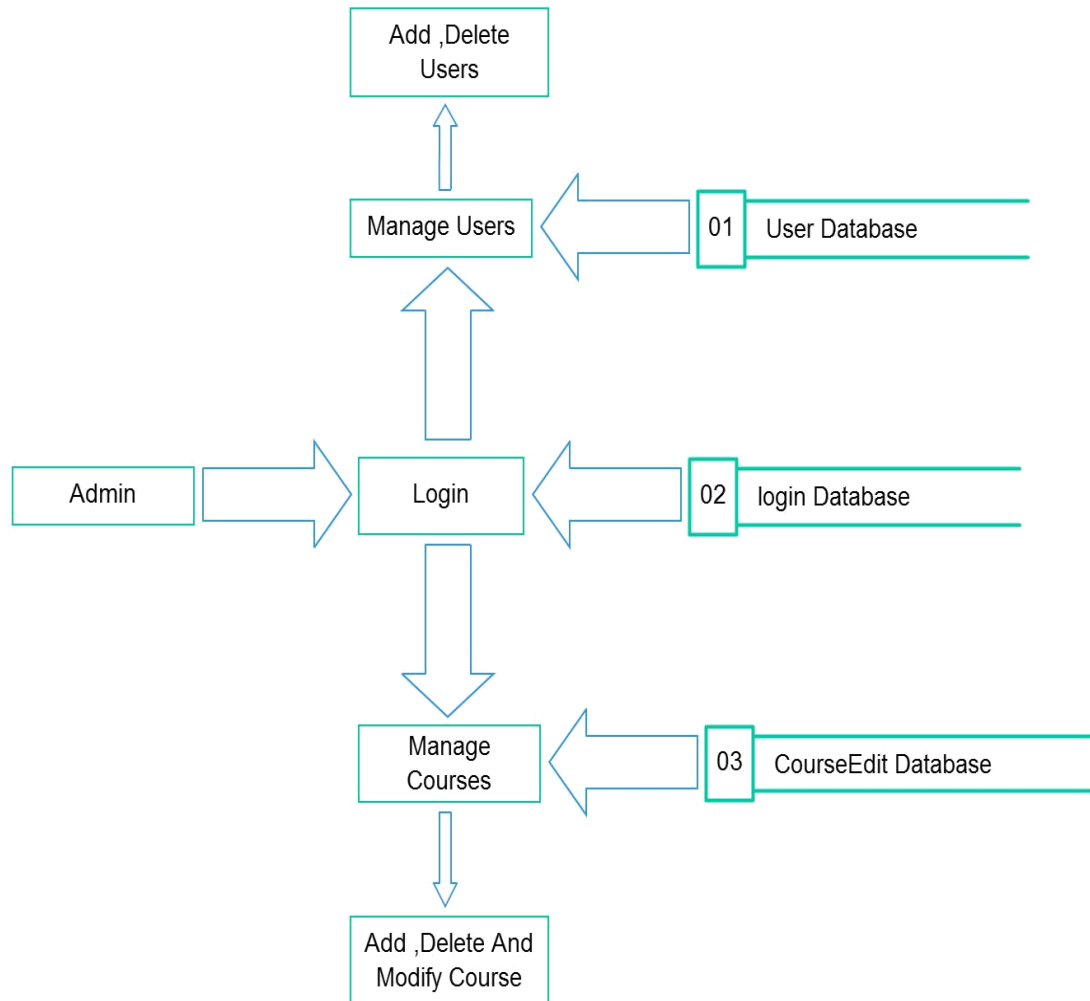 Add ,Delete
Users
Manage Users
01
User Database
Admin
Login
02
login Database
Manage
Courses
03
CourseEdit Database
Add ,Delete And
Modify Course